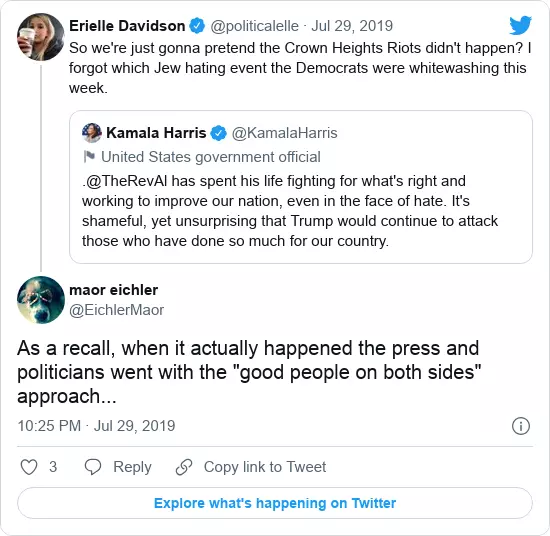 Erielle Davidson @politicalelle · Jul 29, 2019
So we're just gonna pretend the Crown Heights Riots didn't happen? I
forgot which Jew hating event the Democrats were whitewashing this
week.
Kamala Harris @KamalaHarris
United States government official
.@TheRevAl has spent his life fighting for what's right and
working to improve our nation, even in the face of hate. It's
shameful, yet unsurprising that Trump would continue to attack
those who have done so much for our country.
maor eichler
@EichlerMaor
As a recall, when it actually happened the press and
politicians went with the "good people on both sides"
approach...
10:25 PM · Jul 29, 2019
3 Reply Copy link to Tweet
Explore what's happening on Twitter